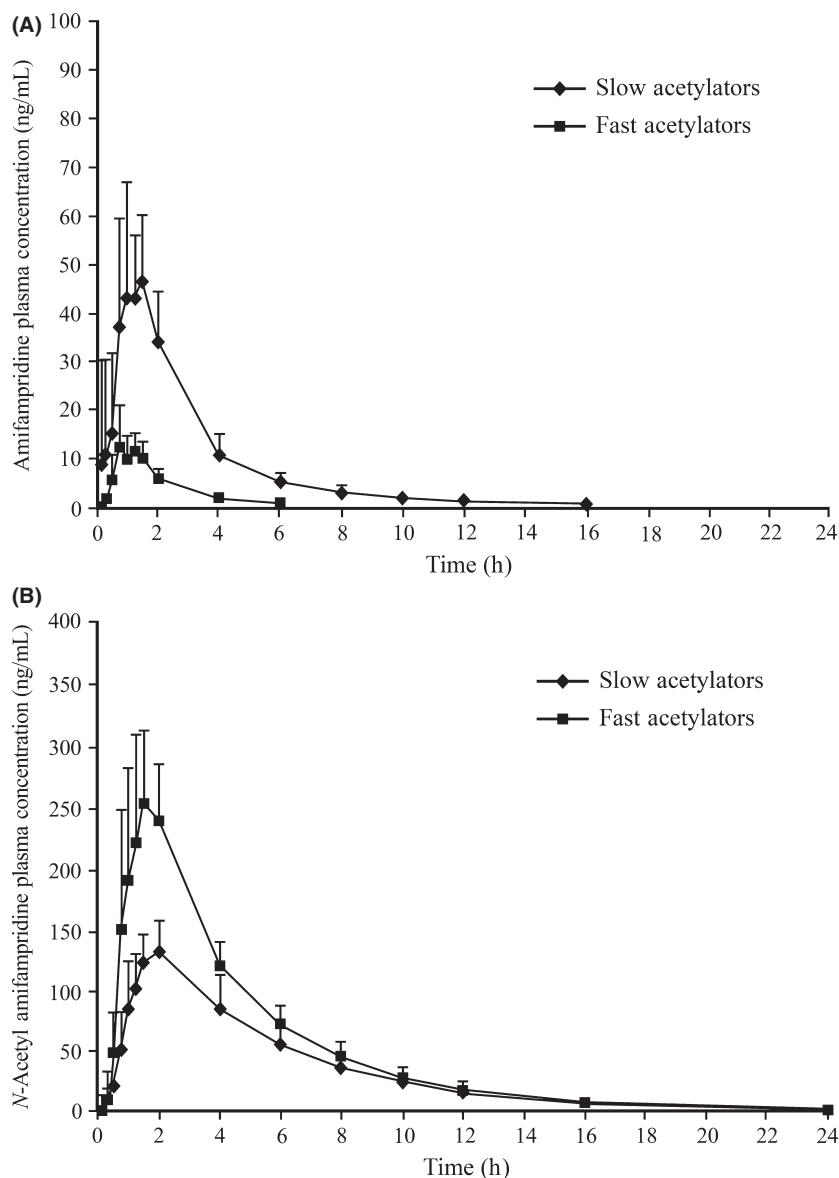 (A)
Amifampridine plasma concentration (ng/mL)
100
90
80
70
60
50
40
30
20
10
0
Slow acetylators
Fast acetylators
0 2 4 6 8 10 12 14 16 18 20 22 24
Time (h)
(B)
N-Acetyl amifampridine plasma concentration (ng/mL)
400
350
300
250
200
150
100
50
0
Slow acetylators
Fast acetylators
0 2 4 6 8 10 12 14 16 18 20 22 24
Time (h)